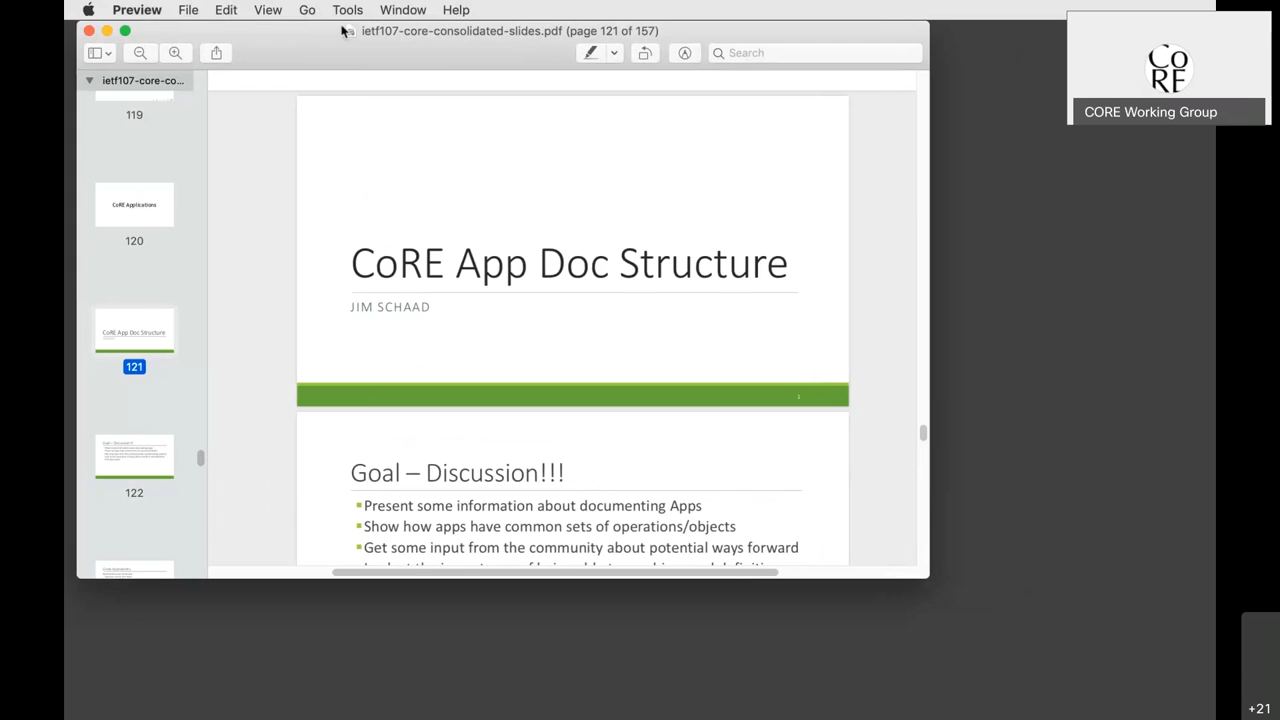 Preview File Edit View Go Tools Window Help
ietf107-core-consolidated-slides.pdf (page 121 of 157)
Search
ietf107-core-co...
119
CoRE Applications
120
CoRE App Doc Structure
121
Goal – Discussion!!!
122
CoRE App Doc Structure
JIM SCHAAD
Goal – Discussion!!!
Present some information about documenting Apps
Show how apps have common sets of operations/objects
Get some input from the community about potential ways forward
CORE
CORE Working Group
+21